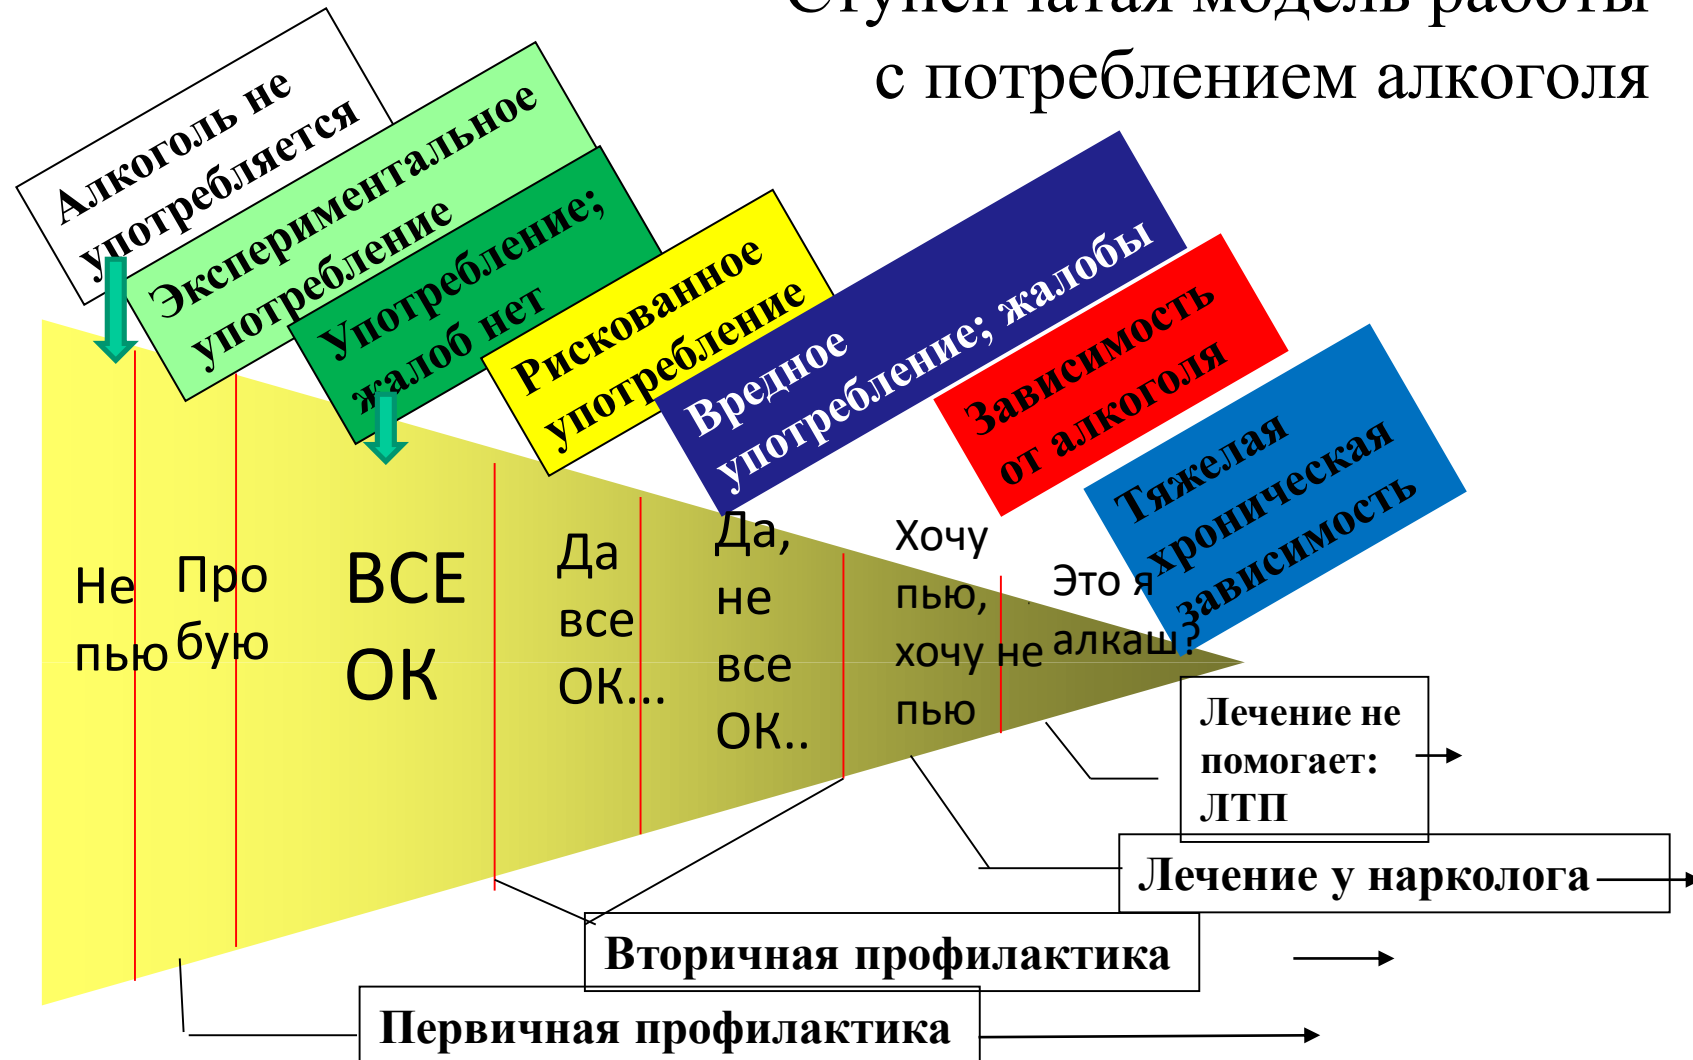 Ступенчатая модель работы
с потреблением алкоголя
Алкоголь не
употребляется
Экспериментальное
употребление
Употребление;
жалоб нет
Рискованное
употребление
Вредное
употребление; жалобы
Зависимость
от алкоголя
Тяжелая
хроническая
зависимость
Не
пью
Про
бую
ВСЕ
ОК
Да
все
ОК...
Да,
не
все
ОК..
Хочу
пью,
хочу не
пью
Это я
алкаш?
Лечение не
помогает:
ЛТП
Лечение у нарколога
Вторичная профилактика
Первичная профилактика